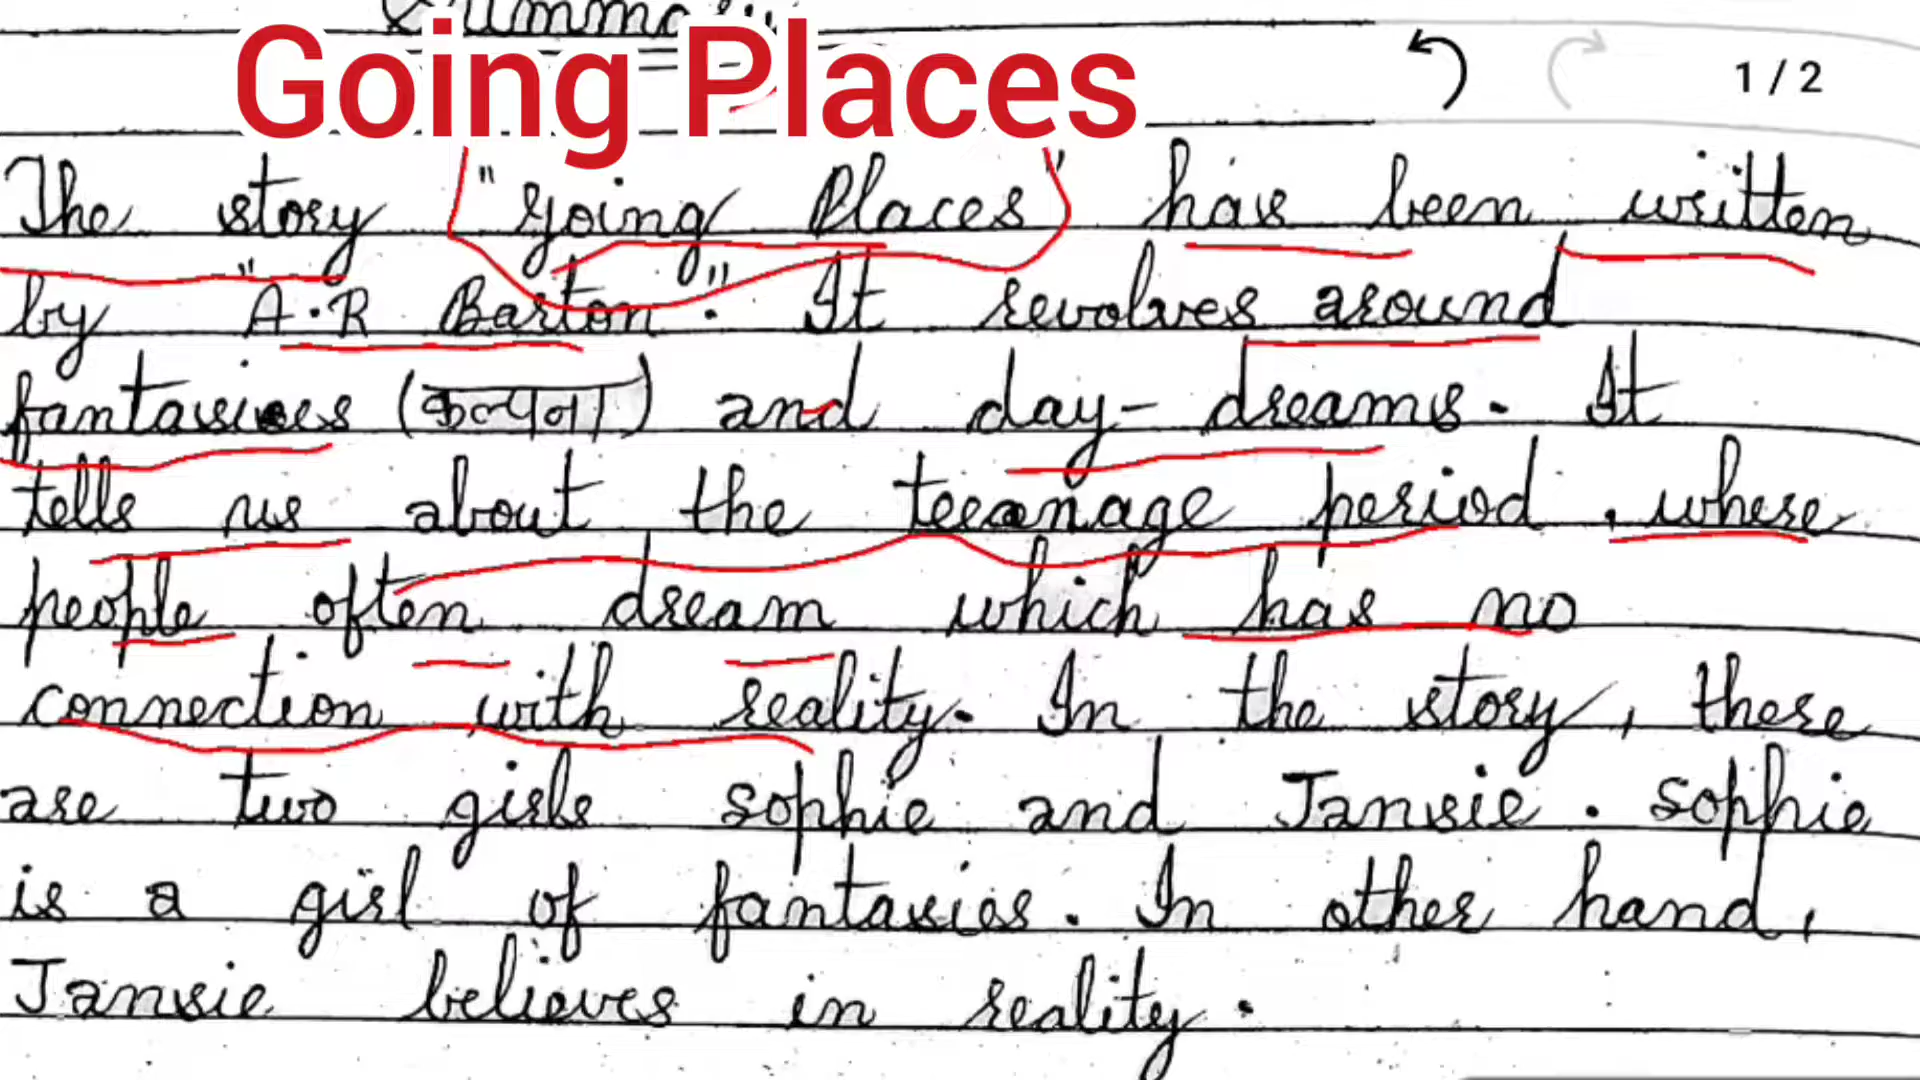 Summary
Going Places
1 / 2
The story "Going Places" has been written
by "A.R Barton". It revolves around
fantasies (कल्पना) and day-dreams. It
tells us about the teenage period, where
people often dream which has no
connection with reality. In the story, there
are two girls sophie and Jansie. sophie
is a girl of fantasies. In other hand,
Jansie believes in reality.